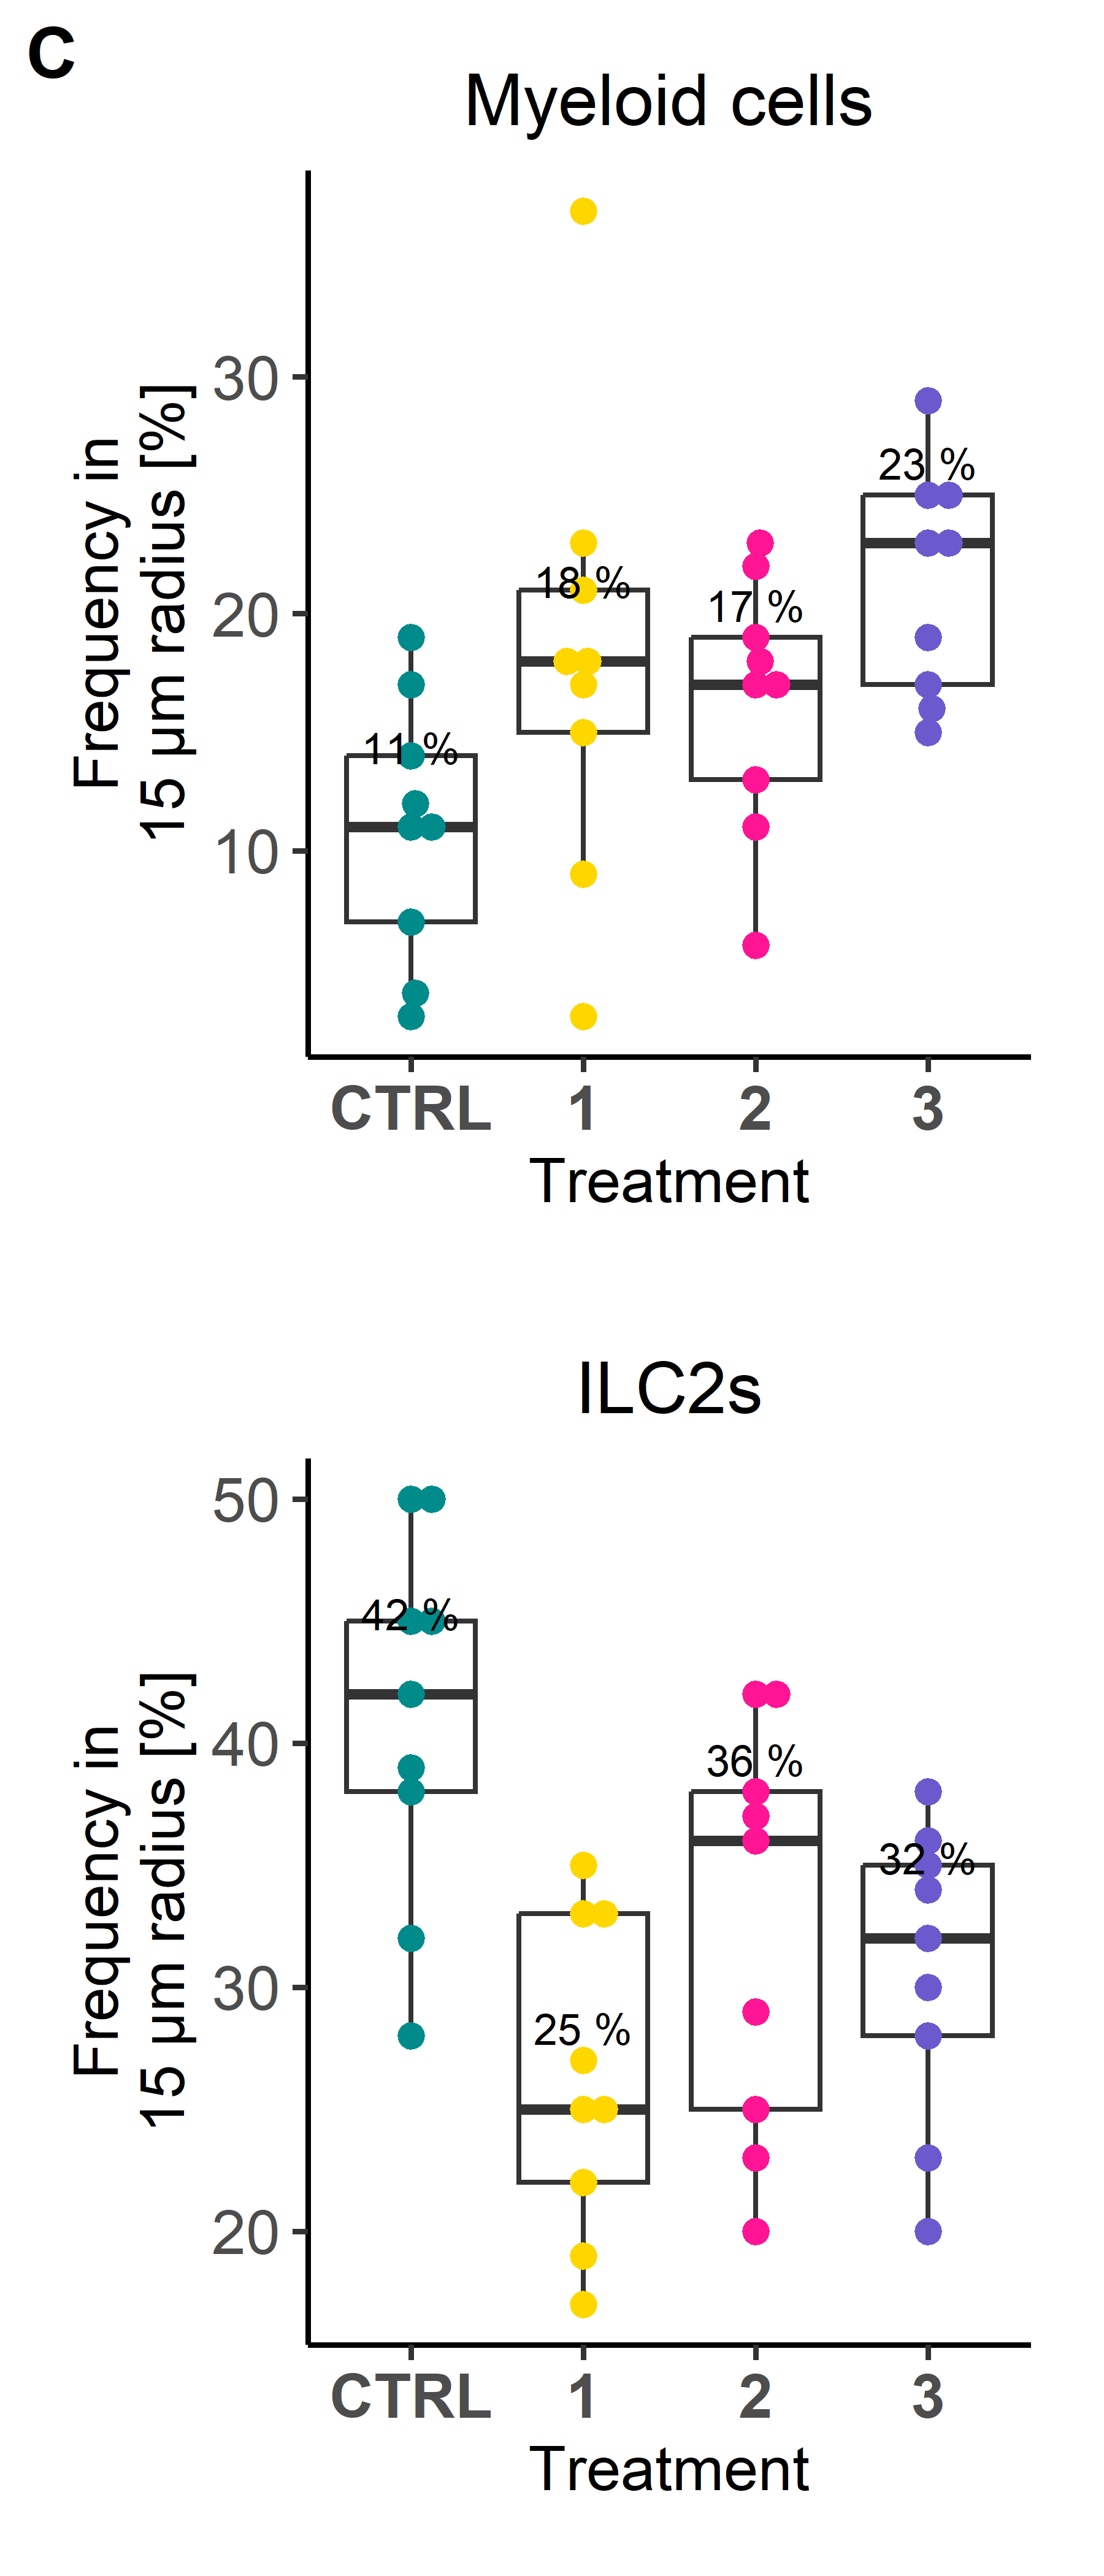 C
Myeloid cells
Frequency in
15 µm radius [%]
30
20
10
11 %
18 %
17 %
23 %
CTRL 1 2 3
Treatment
ILC2s
Frequency in
15 µm radius [%]
50
40
30
20
42 %
25 %
36 %
32 %
CTRL 1 2 3
Treatment